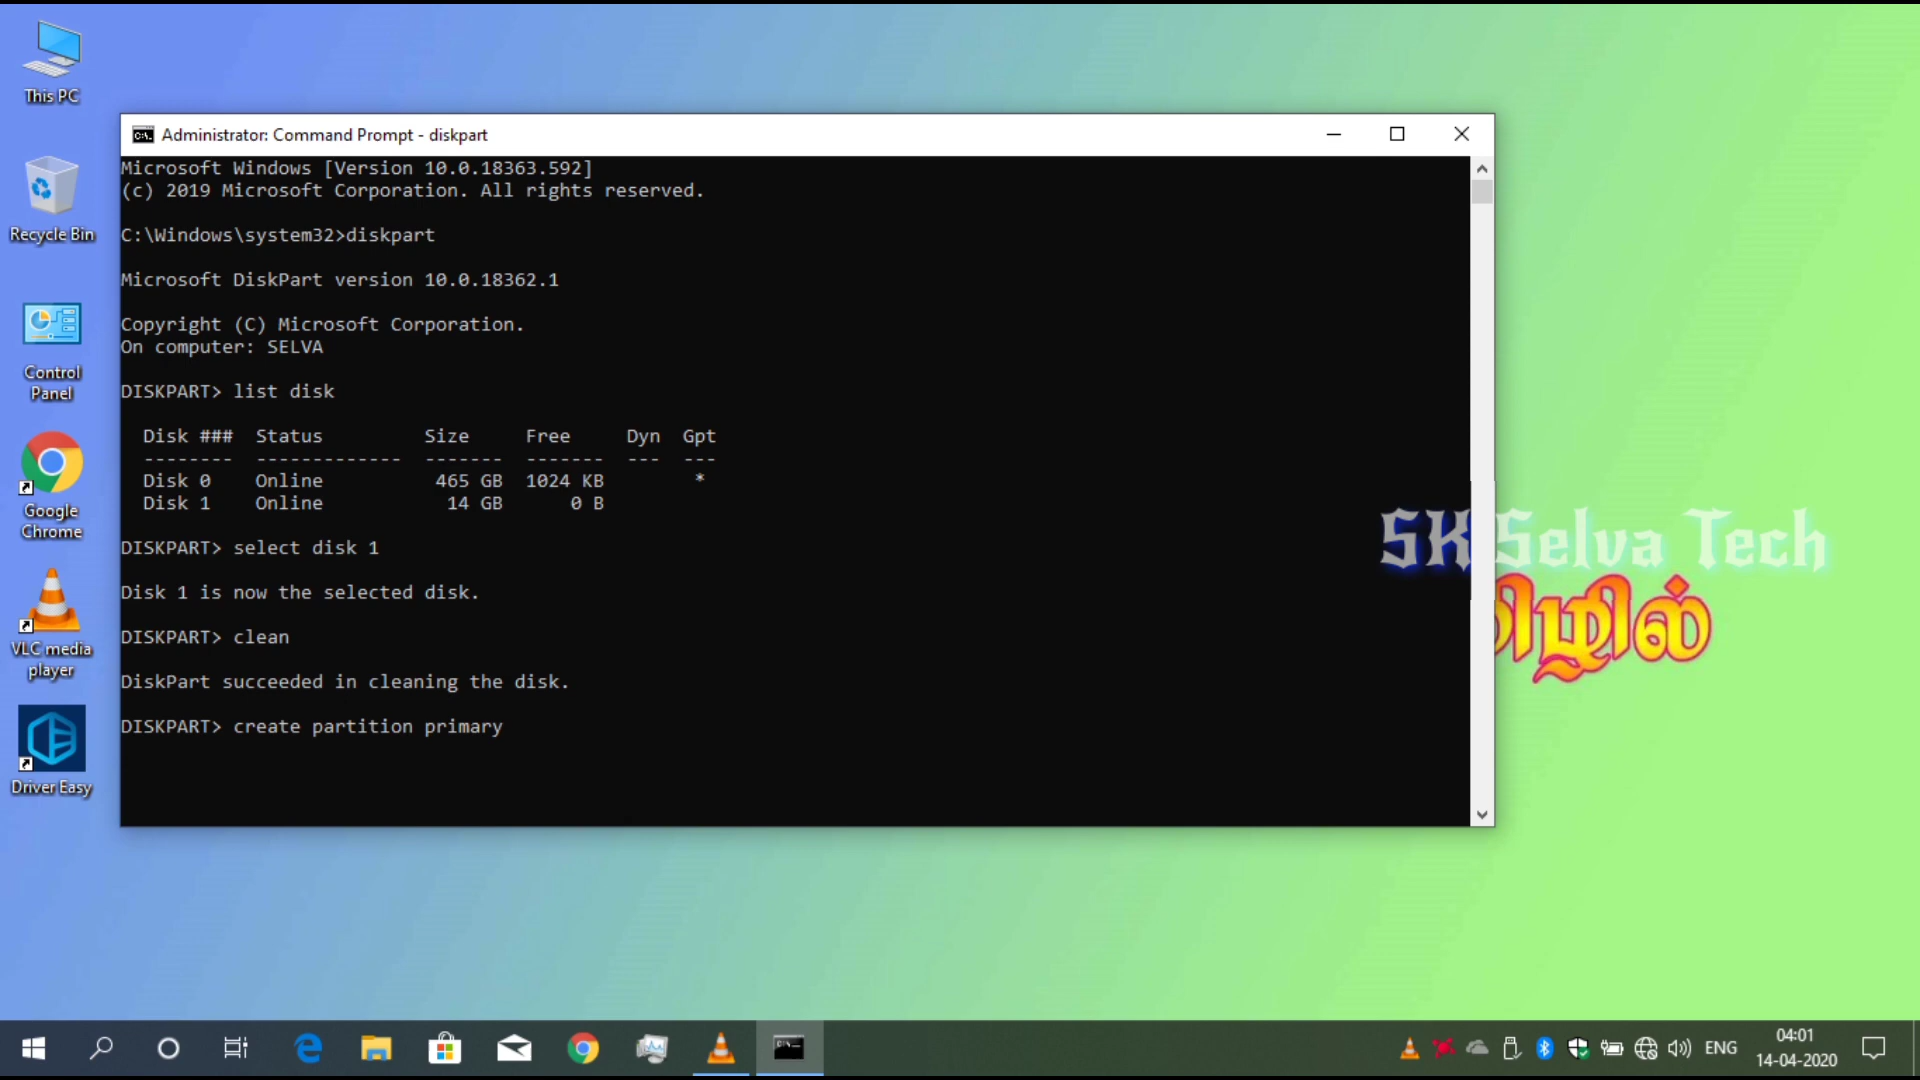 This PC
Recycle Bin
Control
Panel
Google
Chrome
VLC media
player
Driver Easy
Administrator: Command Prompt - diskpart
Microsoft Windows [Version 10.0.18363.592]
(c) 2019 Microsoft Corporation. All rights reserved.
C:\Windows\system32>diskpart
Microsoft DiskPart version 10.0.18362.1
Copyright (C) Microsoft Corporation.
On computer: SELVA
DISKPART> list disk
Disk ###  Status         Size     Free     Dyn  Gpt
--------  -------------  -------  -------  ---  ---
Disk 0    Online          465 GB  1024 KB        *
Disk 1    Online           14 GB      0 B
DISKPART> select disk 1
Disk 1 is now the selected disk.
DISKPART> clean
DiskPart succeeded in cleaning the disk.
DISKPART> create partition primary
SK Selva Tech
ENG
04:01
14-04-2020